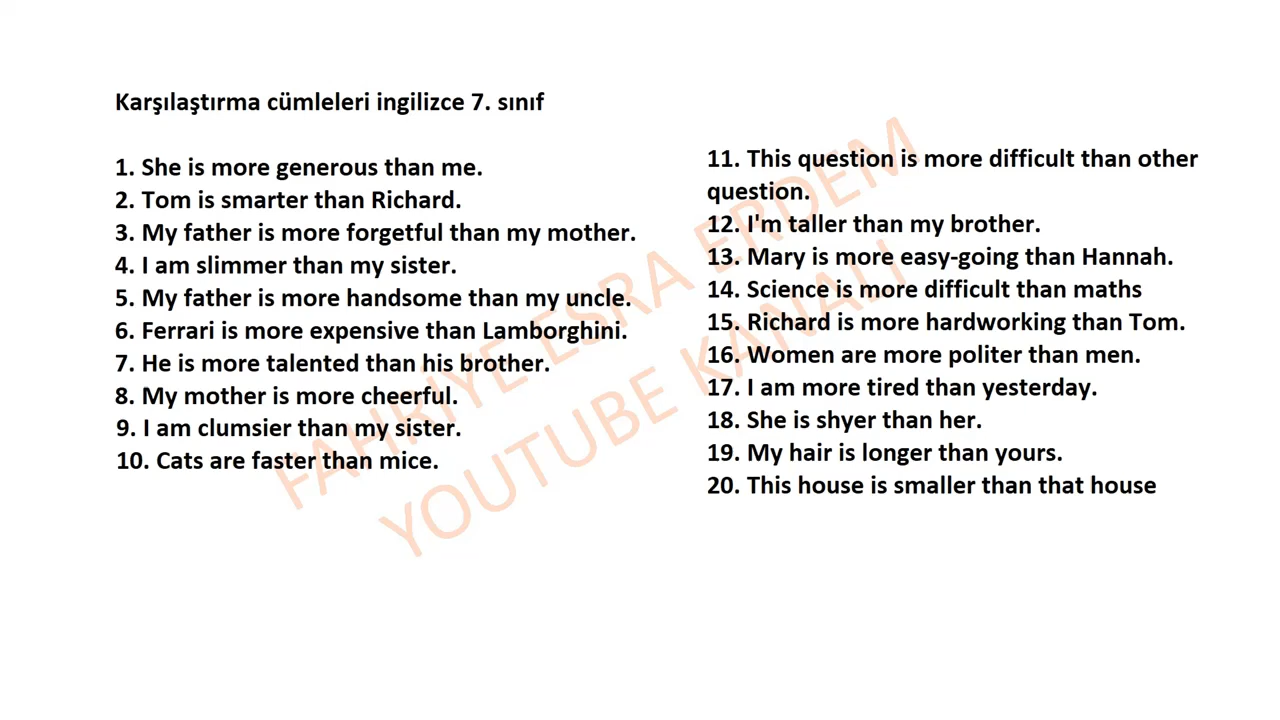 Karşılaştırma cümleleri ingilizce 7. sınıf
1. She is more generous than me.
2. Tom is smarter than Richard.
3. My father is more forgetful than my mother.
4. I am slimmer than my sister.
5. My father is more handsome than my uncle.
6. Ferrari is more expensive than Lamborghini.
7. He is more talented than his brother.
8. My mother is more cheerful.
9. I am clumsier than my sister.
10. Cats are faster than mice.
11. This question is more difficult than other
question.
12. I'm taller than my brother.
13. Mary is more easy-going than Hannah.
14. Science is more difficult than maths
15. Richard is more hardworking than Tom.
16. Women are more politer than men.
17. I am more tired than yesterday.
18. She is shyer than her.
19. My hair is longer than yours.
20. This house is smaller than that house
FAHRİYE ESRA ERDEM
YOUTUBE KANALI